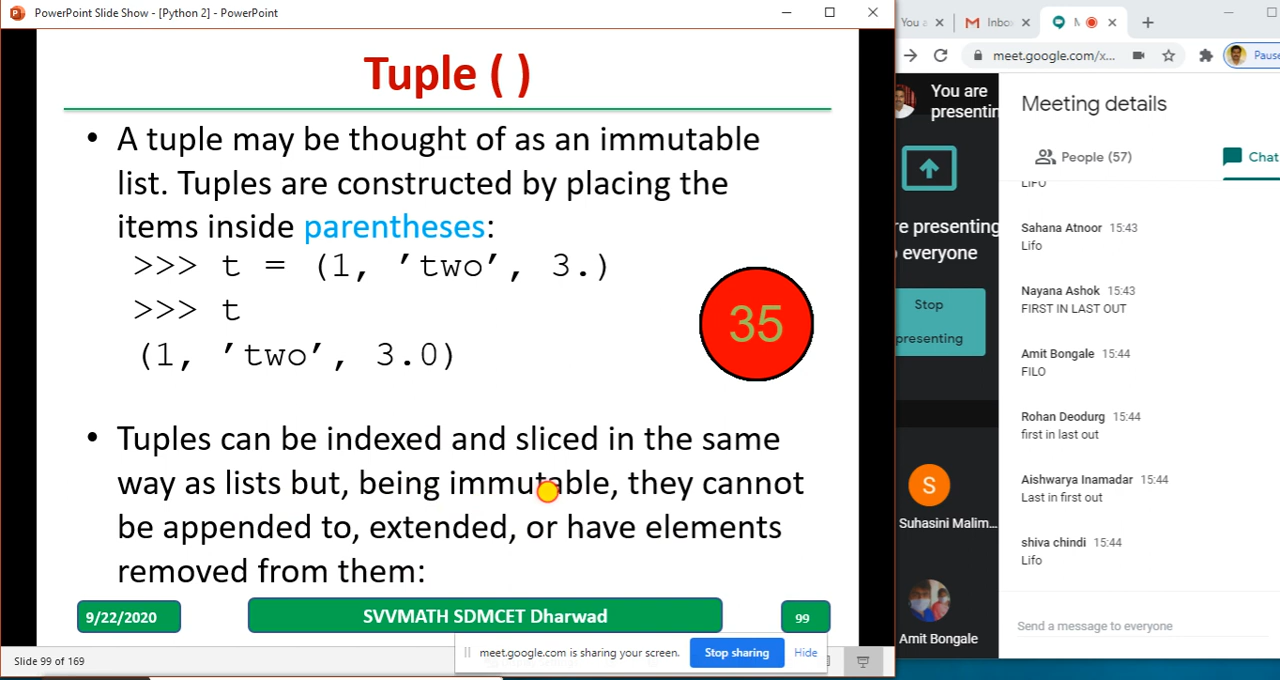 PowerPoint Slide Show - [Python 2] - PowerPoint
Tuple ( )
• A tuple may be thought of as an immutable
list. Tuples are constructed by placing the
items inside parentheses:
>>> t = (1, ’two’, 3.)
>>> t
(1, ’two’, 3.0)
35
• Tuples can be indexed and sliced in the same
way as lists but, being immutable, they cannot
be appended to, extended, or have elements
removed from them:
9/22/2020
SVVMATH SDMCET Dharwad
99
Slide 99 of 169
meet.google.com is sharing your screen.
Stop sharing
Hide
You a
Inbo
M
meet.google.com/x...
Pause
You are
presentin
re presenting
everyone
Stop
presenting
S
Suhasini Malim...
Amit Bongale
Meeting details
People (57)
Chat
LIFO
Sahana Atnoor 15:43
Lifo
Nayana Ashok 15:43
FIRST IN LAST OUT
Amit Bongale 15:44
FILO
Rohan Deodurg 15:44
first in last out
Aishwarya Inamadar 15:44
Last in first out
shiva chindi 15:44
Lifo
Send a message to everyone